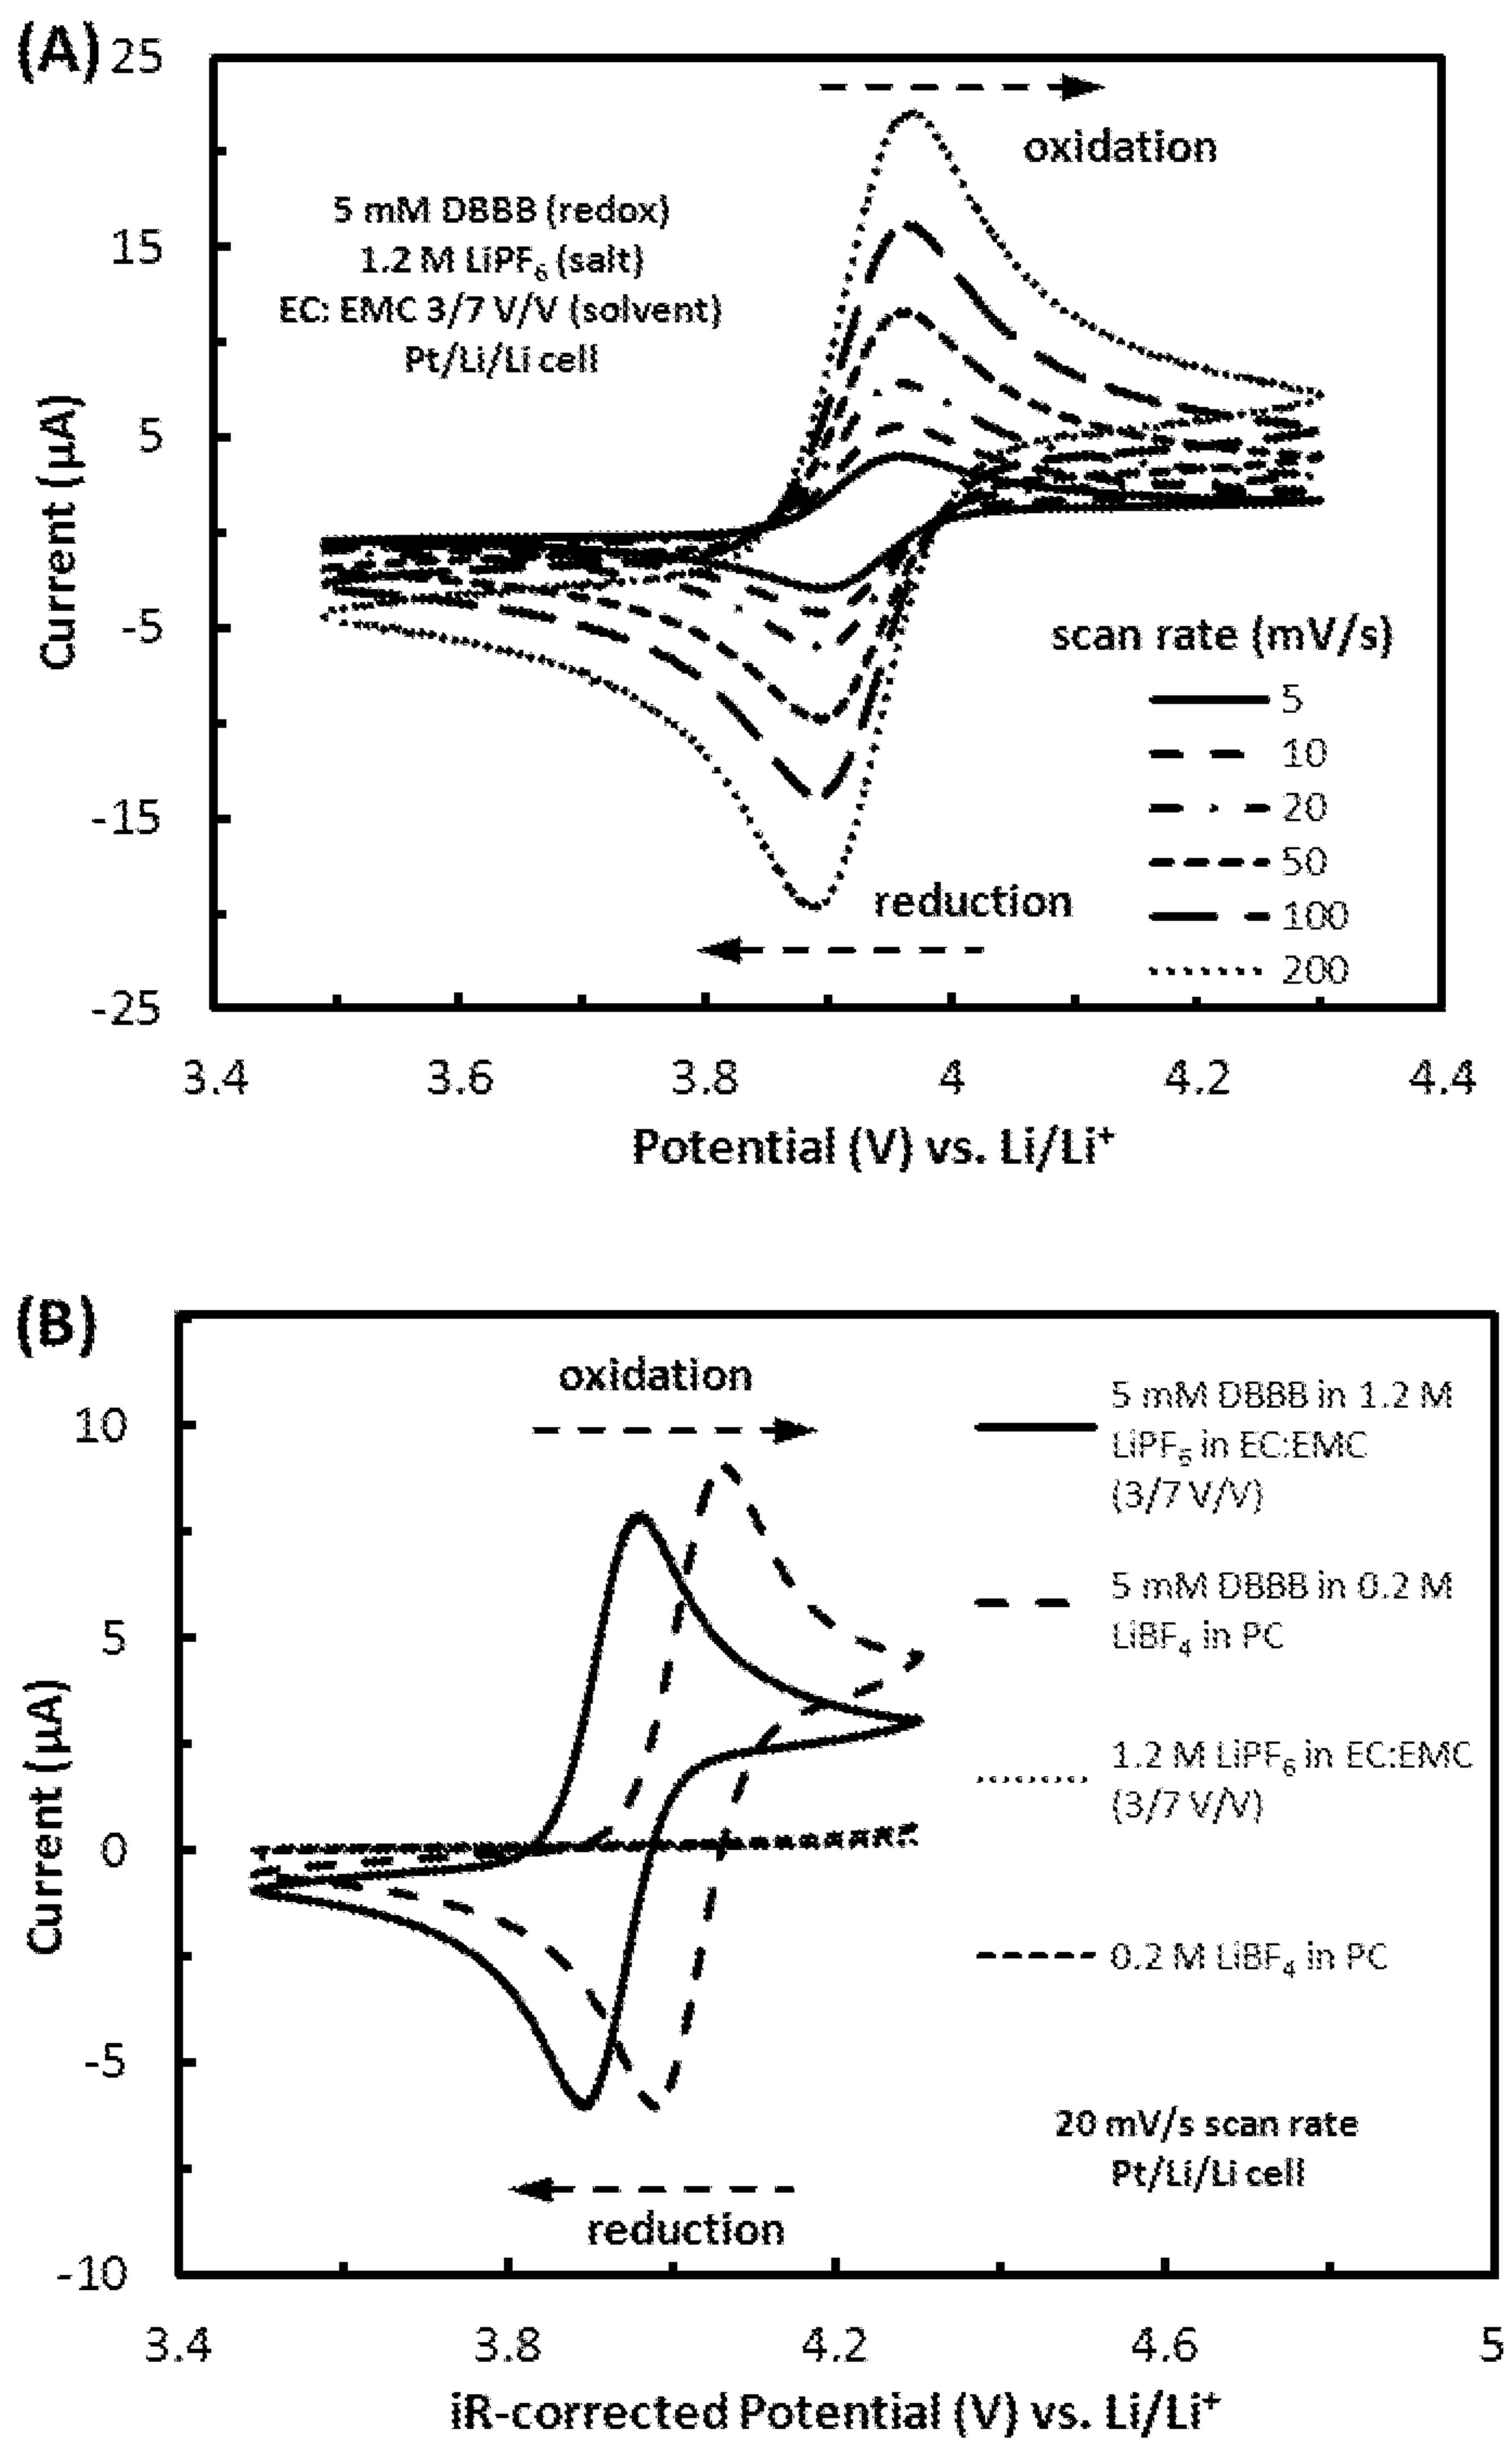 (A)
25
15
5
-5
-15
-25
Current (µA)
oxidation
5 mM DBBB (redox)
1.2 M LiPF₆ (salt)
EC: EMC 3/7 V/V (solvent)
Pt/Li/Li cell
scan rate (mV/s)
5
10
20
50
100
200
reduction
3.4 3.6 3.8 4 4.2 4.4
Potential (V) vs. Li/Li⁺
(B)
10
5
0
-5
-10
Current (µA)
oxidation
5 mM DBBB in 1.2 M
LiPF₆ in EC:EMC
(3/7 V/V)
5 mM DBBB in 0.2 M
LiBF₄ in PC
1.2 M LiPF₆ in EC:EMC
(3/7 V/V)
0.2 M LiBF₄ in PC
20 mV/s scan rate
Pt/Li/Li cell
reduction
3.4 3.8 4.2 4.6 5
iR-corrected Potential (V) vs. Li/Li⁺